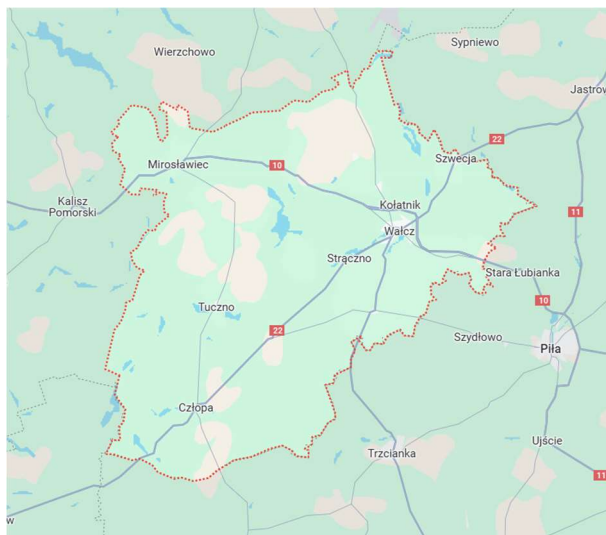 Wierzchowo
Sypniewo
Jastrow
22
Szwecja
Mirosławiec
10
Kalisz
Pomorski
Kołatnik
11
Wałcz
Strączno
Stara Łubianka
10
Tuczno
22
Szydłowo
Piła
Człopa
Ujście
Trzcianka
11
w